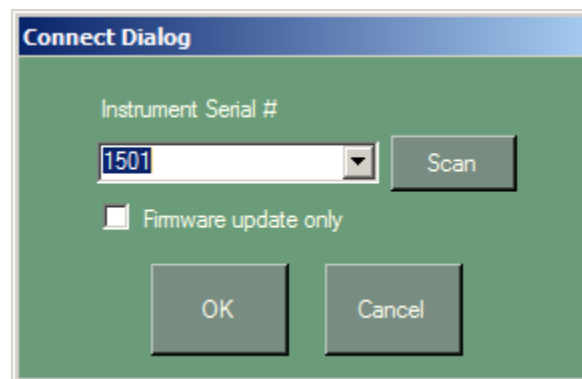 Connect Dialog
Instrument Serial #
1501
Scan
Firmware update only
OK
Cancel